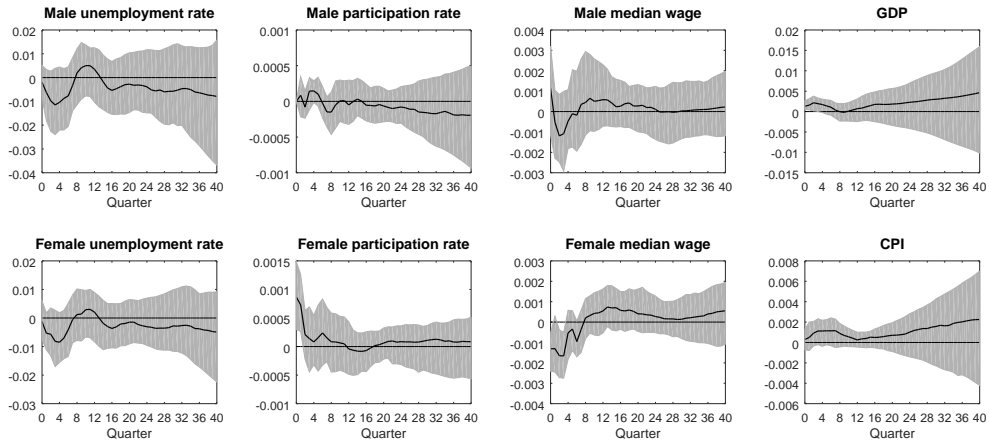 Male unemployment rate
0.02
0.01
0
-0.01
-0.02
-0.03
-0.04
0 4 8 12 16 20 24 28 32 36 40
Quarter
Male participation rate
0.001
0.0005
0
-0.0005
-0.001
0 4 8 12 16 20 24 28 32 36 40
Quarter
Male median wage
0.004
0.003
0.002
0.001
0
-0.001
-0.002
-0.003
0 4 8 12 16 20 24 28 32 36 40
Quarter
GDP
0.02
0.015
0.01
0.005
0
-0.005
-0.01
-0.015
0 4 8 12 16 20 24 28 32 36 40
Quarter
Female unemployment rate
0.02
0.01
0
-0.01
-0.02
-0.03
0 4 8 12 16 20 24 28 32 36 40
Quarter
Female participation rate
0.0015
0.001
0.0005
0
-0.0005
-0.001
0 4 8 12 16 20 24 28 32 36 40
Quarter
Female median wage
0.003
0.002
0.001
0
-0.001
-0.002
-0.003
-0.004
0 4 8 12 16 20 24 28 32 36 40
Quarter
CPI
0.008
0.006
0.004
0.002
0
-0.002
-0.004
-0.006
0 4 8 12 16 20 24 28 32 36 40
Quarter